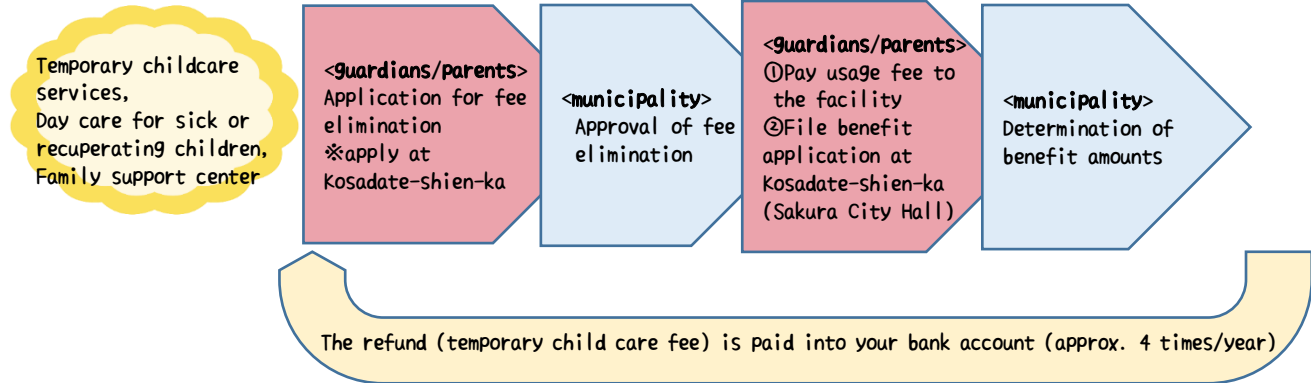 Temporary childcare
services,
Day care for sick or
recuperating children,
Family support center
<guardians/parents>
Application for fee
elimination
※apply at
Kosadate-shien-ka
<municipality>
Approval of fee
elimination
<guardians/parents>
①Pay usage fee to
the facility
②File benefit
application at
Kosadate-shien-ka
(Sakura City Hall)
<municipality>
Determination of
benefit amounts
The refund (temporary child care fee) is paid into your bank account (approx. 4 times/year)